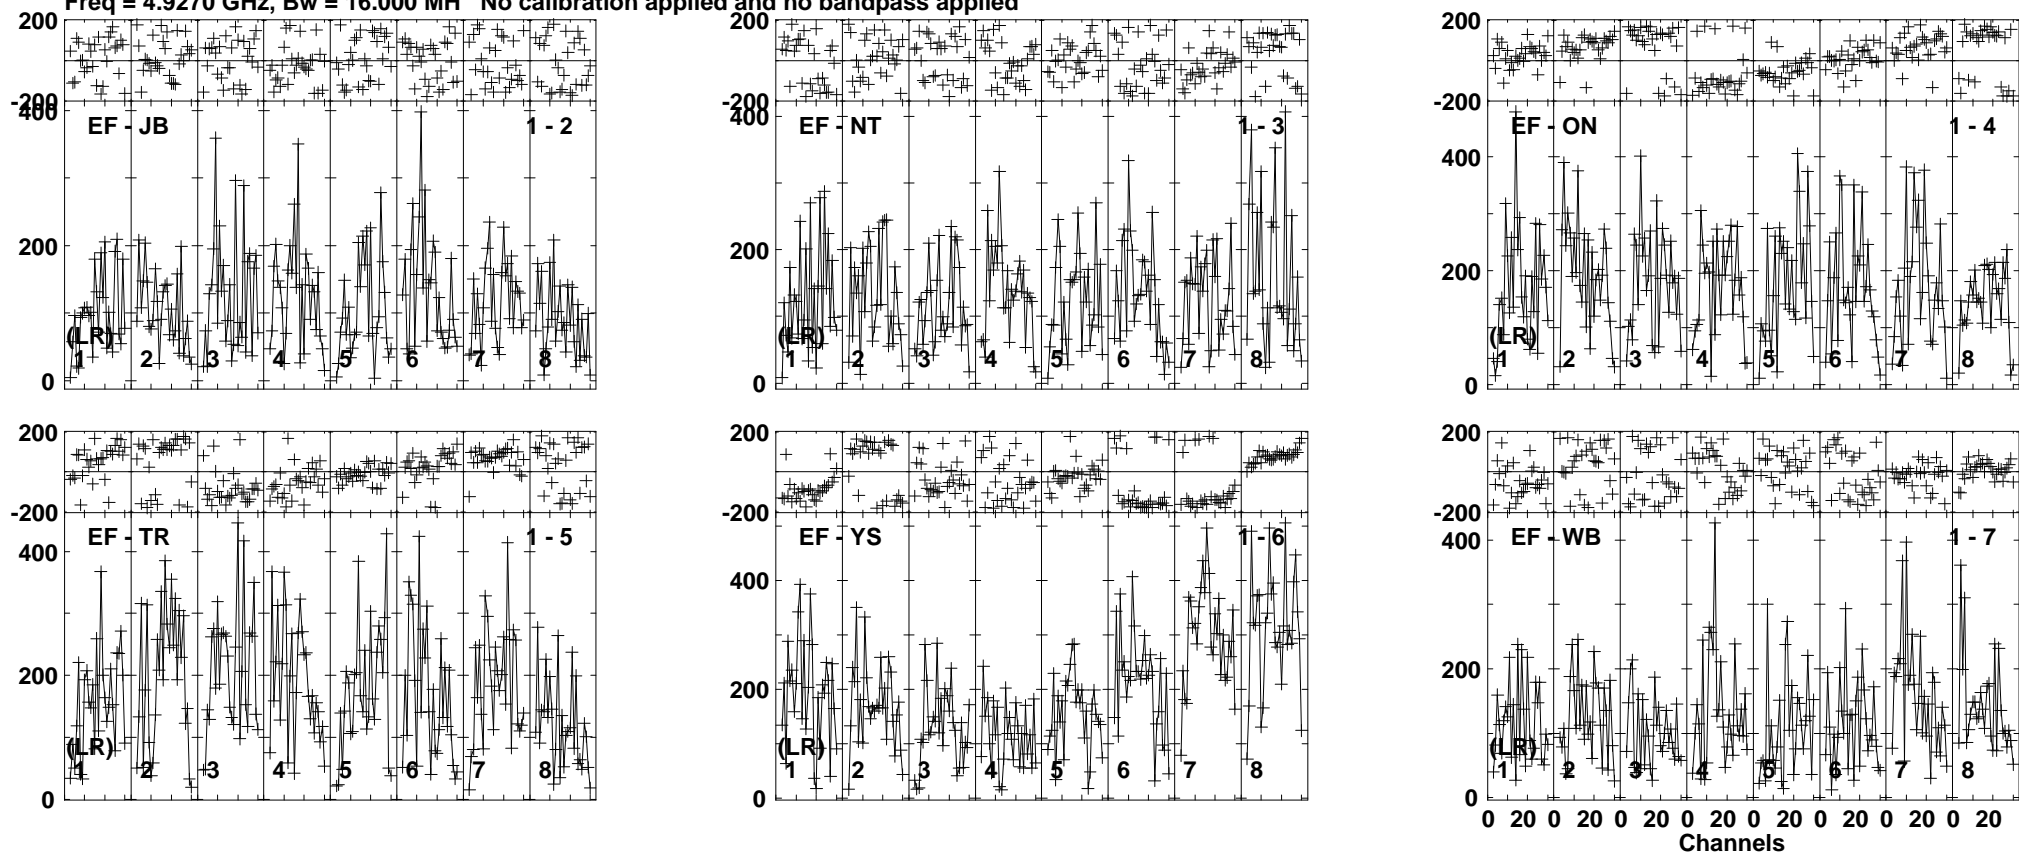 Freq = 4.9270 GHz, Bw = 16.000 MH No calibration applied and no bandpass applied
200
-200
400
200
0
EF - JB
1 - 2
(LR)
1 2 3 4 5 6 7 8
200
-200
400
200
0
EF - NT
1 - 3
(LR)
1 2 3 4 5 6 7 8
200
-200
400
200
0
EF - ON
1 - 4
(LR)
1 2 3 4 5 6 7 8
200
-200
400
200
0
EF - TR
1 - 5
(LR)
1 2 3 4 5 6 7 8
200
-200
400
200
0
EF - YS
1 - 6
(LR)
1 2 3 4 5 6 7 8
200
-200
400
200
0
EF - WB
1 - 7
(LR)
1 2 3 4 5 6 7 8
0 20 0 20 0 20 0 20 0 20 0 20 0 20 0 20
Channels